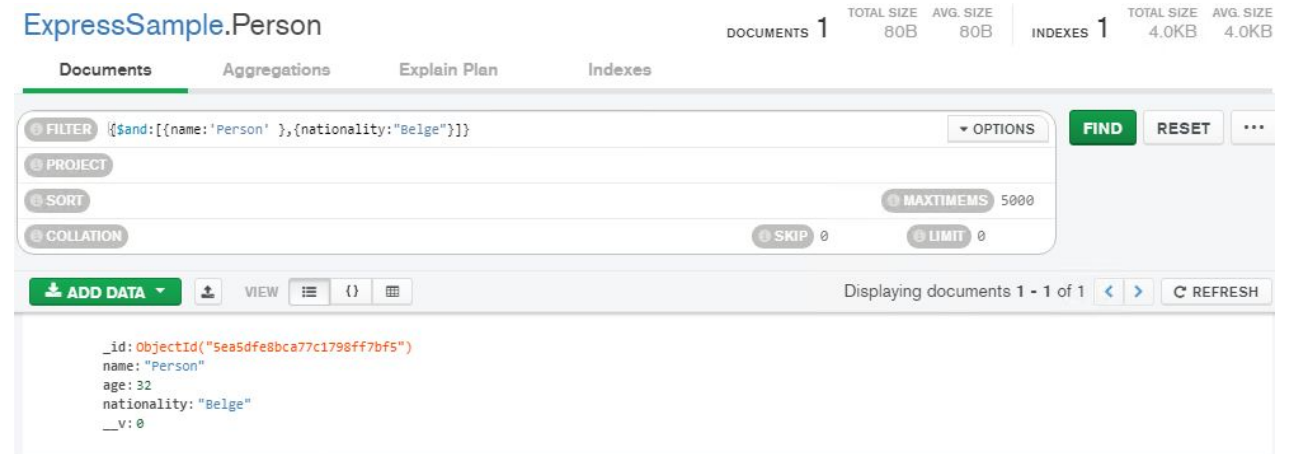 ExpressSample.Person
DOCUMENTS 1 TOTAL SIZE 80B AVG. SIZE 80B INDEXES 1 TOTAL SIZE 4.0KB AVG. SIZE 4.0KB
Documents Aggregations Explain Plan Indexes
FILTER {$and:[{name:'Person' },{nationality:"Belge"}]} OPTIONS FIND RESET ...
PROJECT
SORT MAXTIMEMS 5000
COLLATION SKIP 0 LIMIT 0
ADD DATA VIEW {} Displaying documents 1 - 1 of 1 < > REFRESH
_id: ObjectId("5ea5dfe8bca77c1798ff7bf5")
name: "Person"
age: 32
nationality: "Belge"
__v: 0